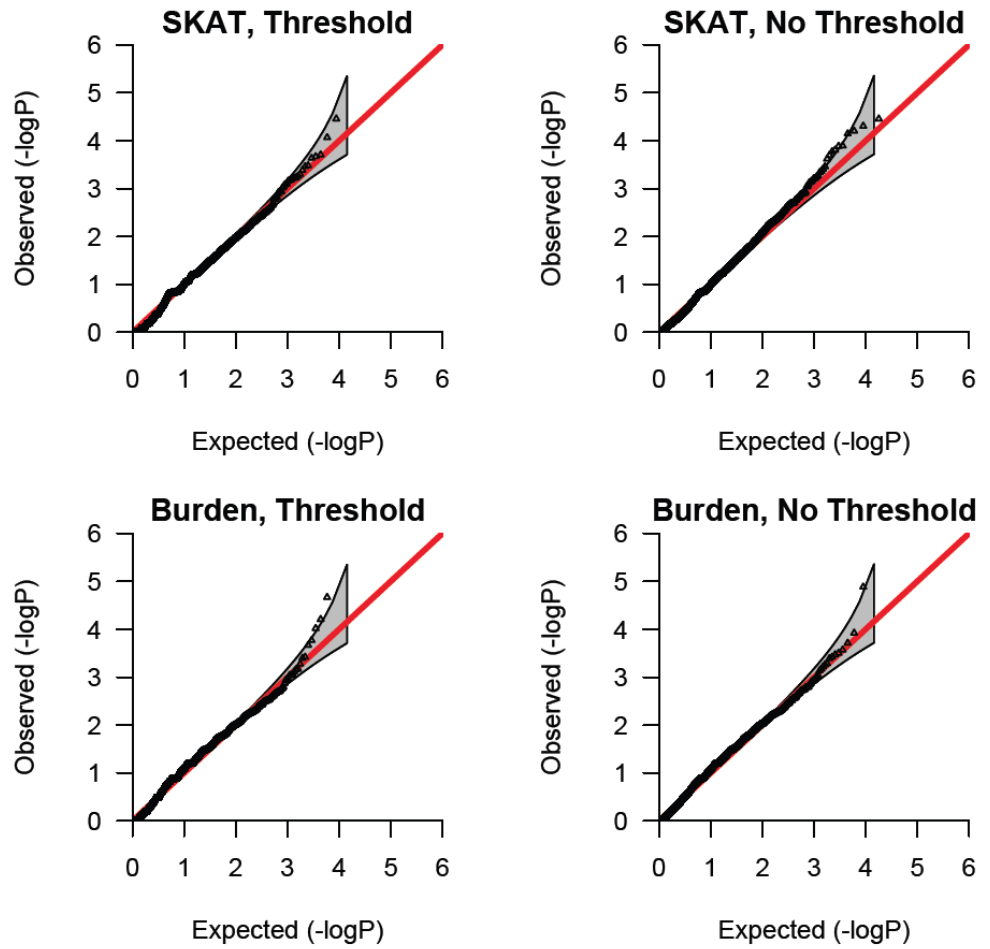 SKAT, Threshold
6
5
4
3
2
1
0
Observed (-logP)
0 1 2 3 4 5 6
Expected (-logP)
SKAT, No Threshold
6
5
4
3
2
1
0
Observed (-logP)
0 1 2 3 4 5 6
Expected (-logP)
Burden, Threshold
6
5
4
3
2
1
0
Observed (-logP)
0 1 2 3 4 5 6
Expected (-logP)
Burden, No Threshold
6
5
4
3
2
1
0
Observed (-logP)
0 1 2 3 4 5 6
Expected (-logP)